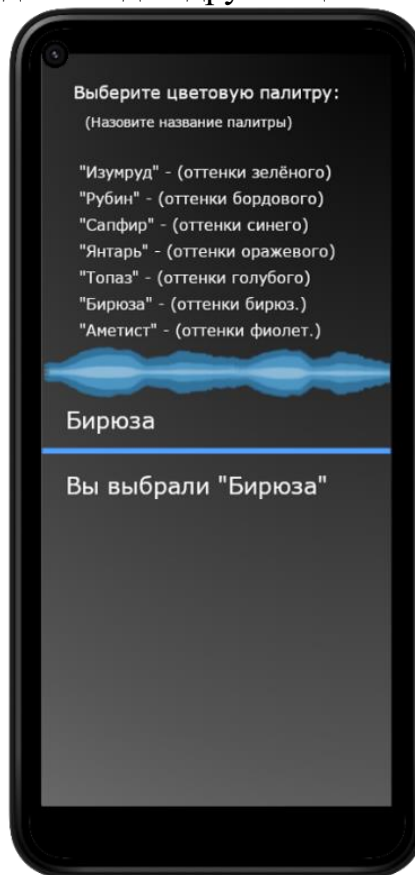 Выберите цветовую палитру:
(Назовите название палитры)
"Изумруд" - (оттенки зелёного)
"Рубин" - (оттенки бордового)
"Сапфир" - (оттенки синего)
"Янтарь" - (оттенки оражевого)
"Топаз" - (оттенки голубого)
"Бирюза" - (оттенки бирюз.)
"Аметист" - (оттенки фиолет.)
Бирюза
Вы выбрали "Бирюза"